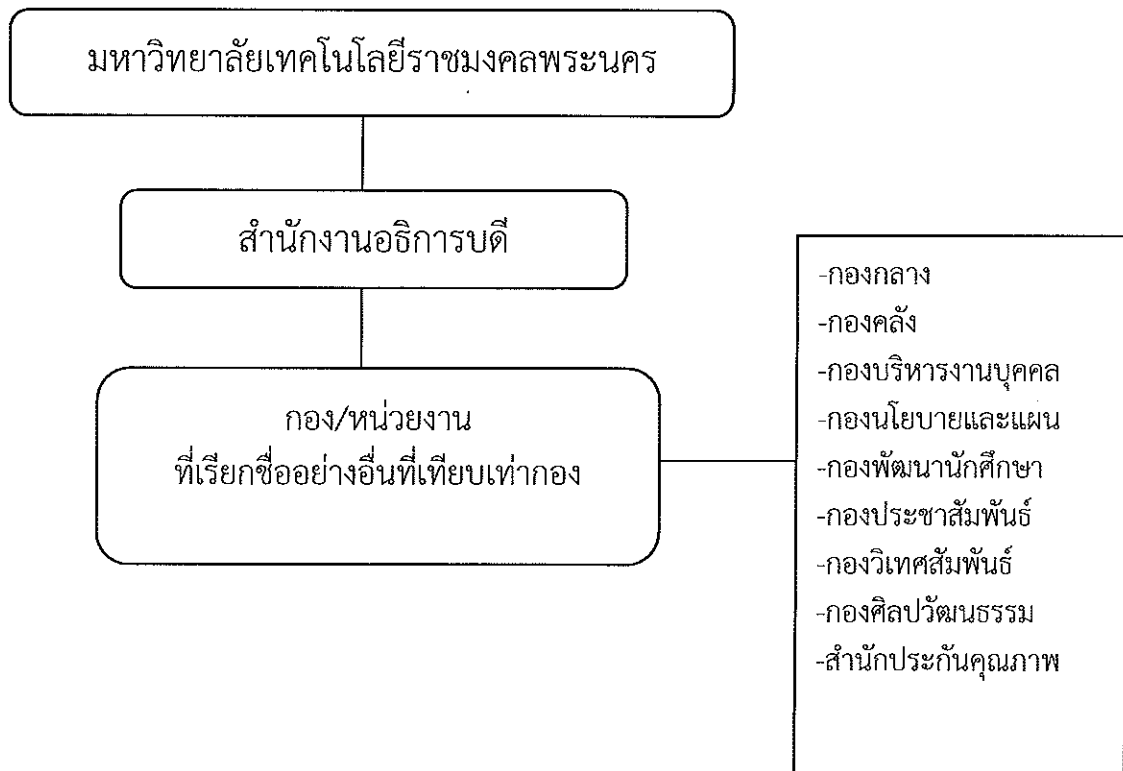 มหาวิทยาลัยเทคโนโลยีราชมงคลพระนคร
สำนักงานอธิการบดี
กอง/หน่วยงาน
ที่เรียกชื่ออย่างอื่นที่เทียบเท่ากอง
-กองกลาง
-กองคลัง
-กองบริหารงานบุคคล
-กองนโยบายและแผน
-กองพัฒนานักศึกษา
-กองประชาสัมพันธ์
-กองวิเทศสัมพันธ์
-กองศิลปวัฒนธรรม
-สำนักประกันคุณภาพ